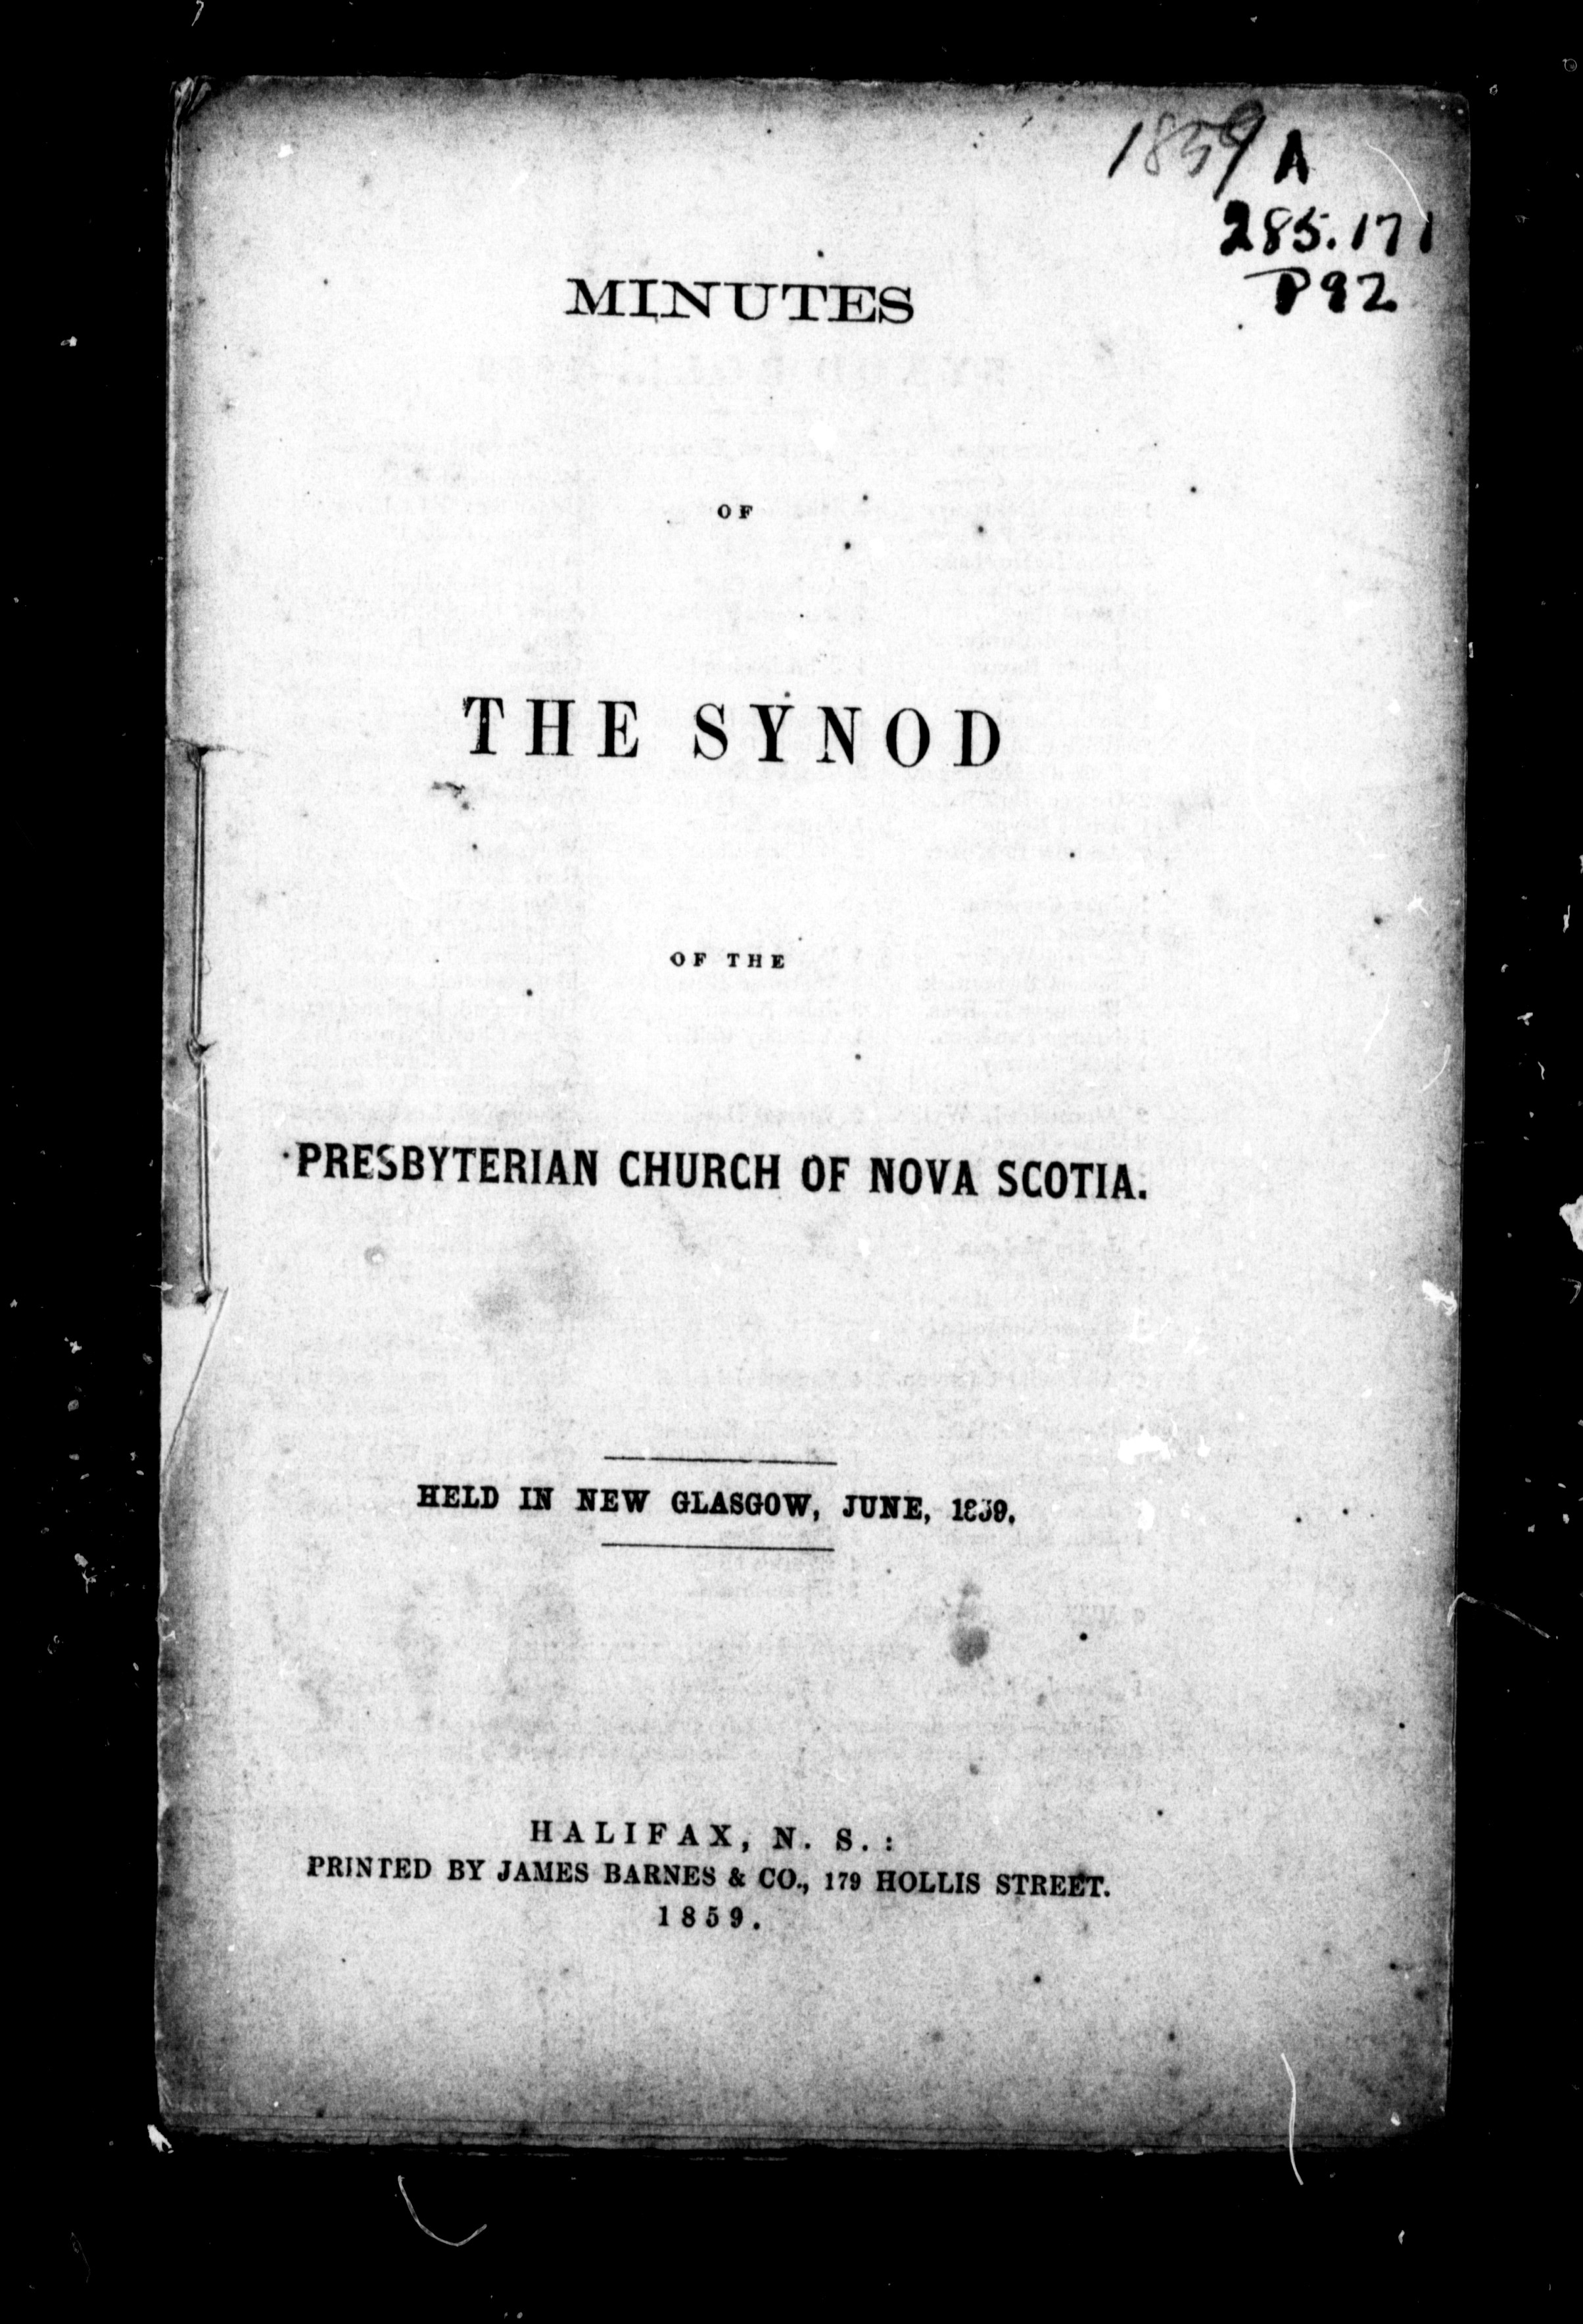 1859 A
285.171
P92
MINUTES
OF
THE SYNOD
OF THE
PRESBYTERIAN CHURCH OF NOVA SCOTIA.
HELD IN NEW GLASGOW, JUNE, 1859.
HALIFAX, N. S.:
PRINTED BY JAMES BARNES & CO., 179 HOLLIS STREET.
1859.